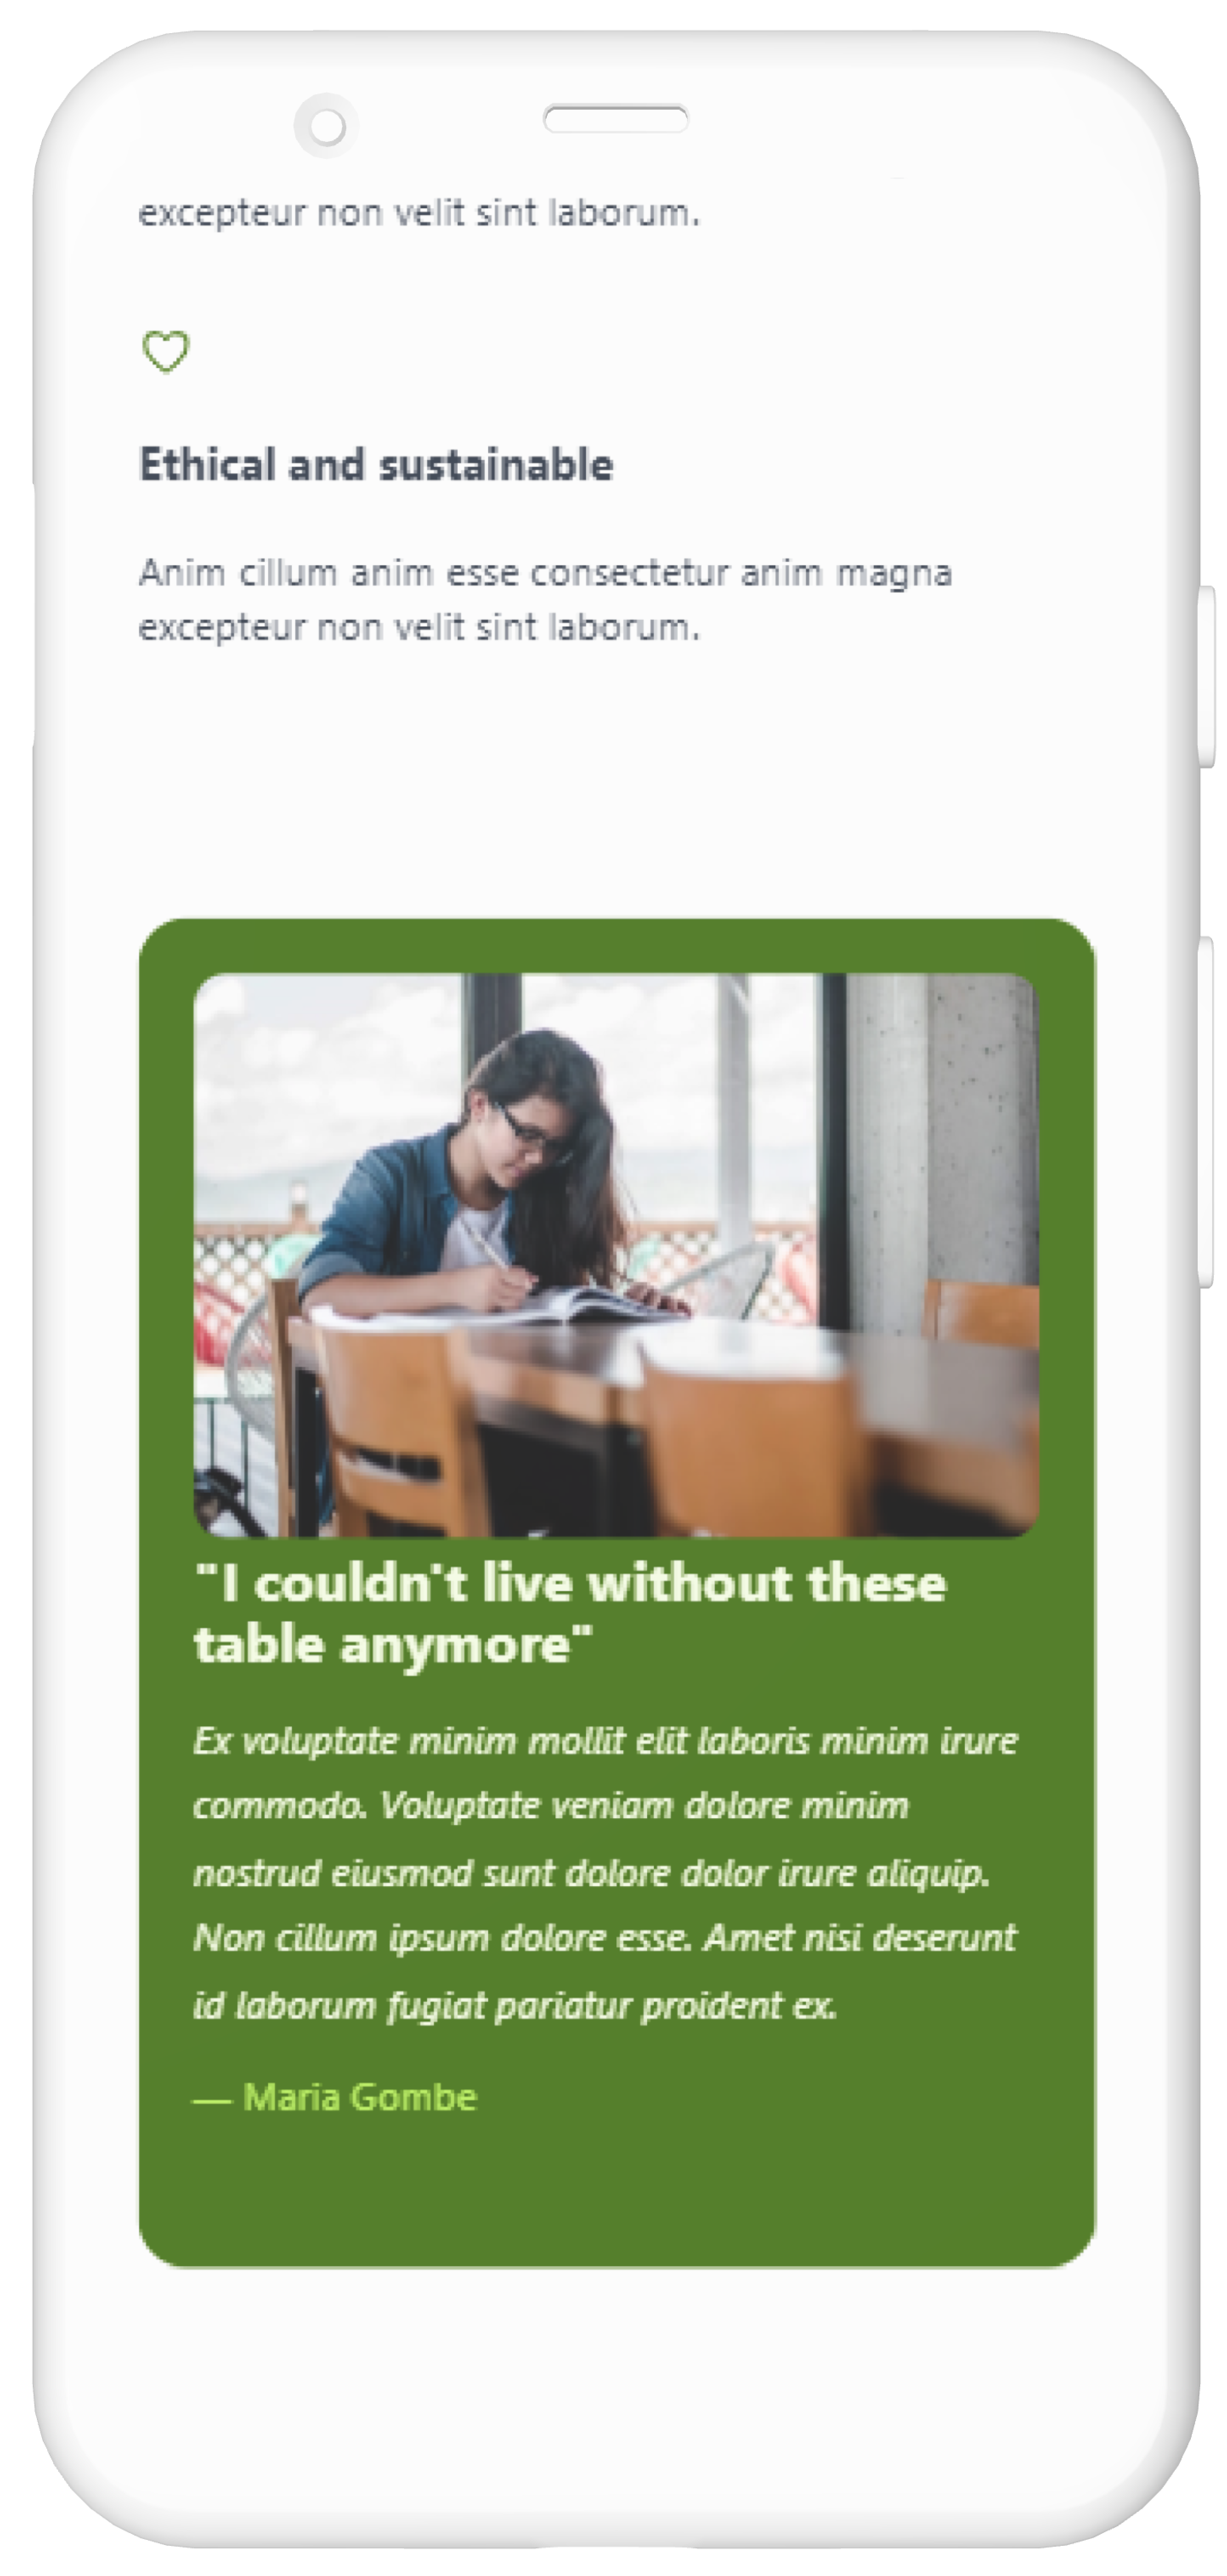 excepteur non velit sint laborum.
Ethical and sustainable
Anim cillum anim esse consectetur anim magna
excepteur non velit sint laborum.
"I couldn't live without these
table anymore"
Ex voluptate minim mollit elit laboris minim irure
commodo. Voluptate veniam dolore minim
nostrud eiusmod sunt dolore dolor irure aliquip.
Non cillum ipsum dolore esse. Amet nisi deserunt
id laborum fugiat pariatur proident ex.
— Maria Gombe